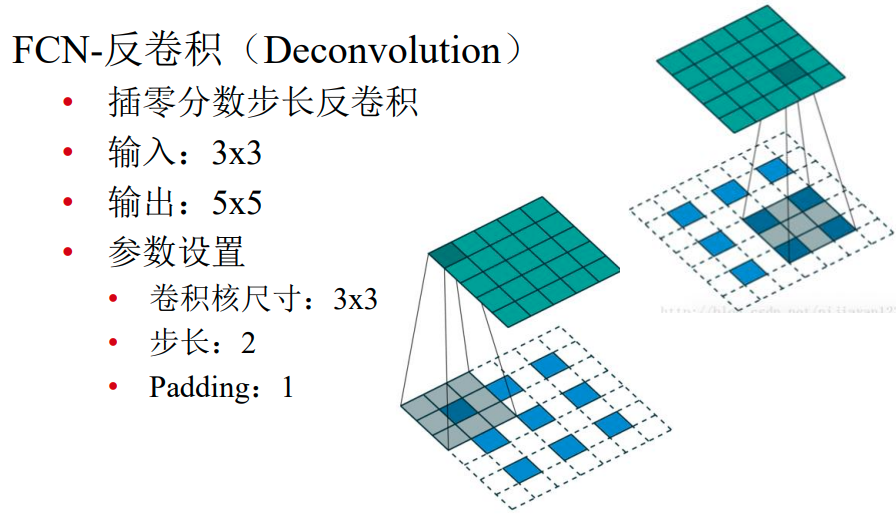 FCN-反卷积（Deconvolution）
• 插零分数步长反卷积
• 输入：3x3
• 输出：5x5
• 参数设置
• 卷积核尺寸：3x3
• 步长：2
• Padding：1